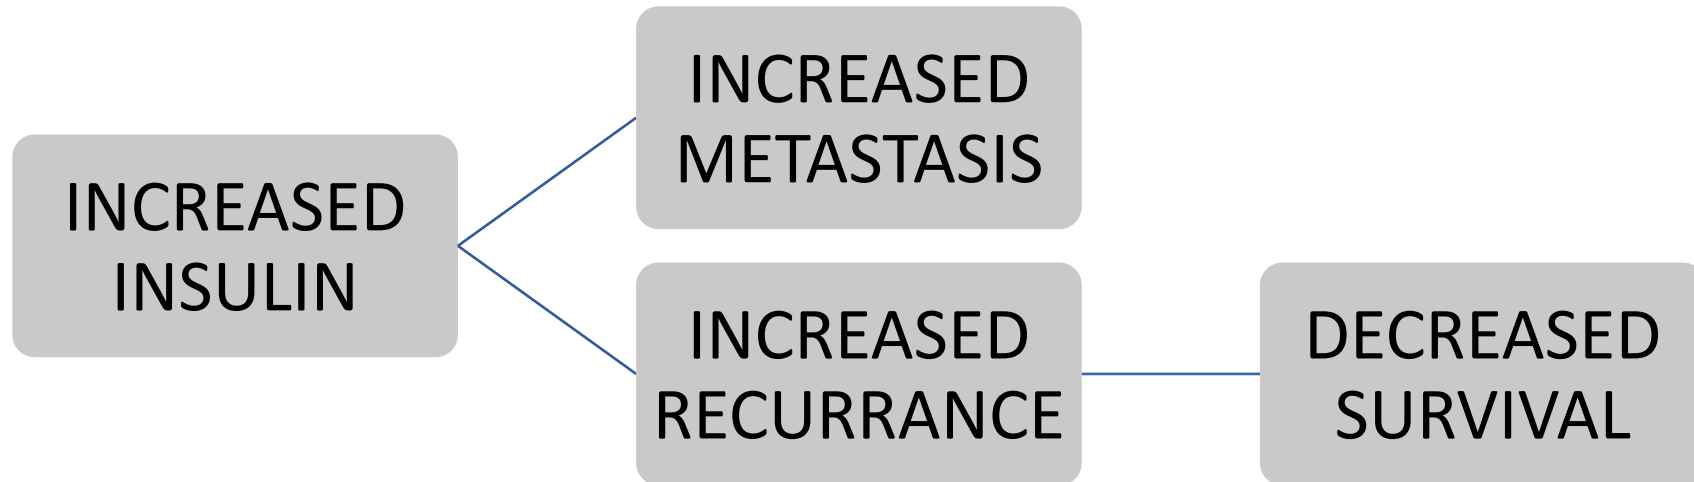 INCREASED
INSULIN
INCREASED
METASTASIS
INCREASED
RECURRANCE
DECREASED
SURVIVAL